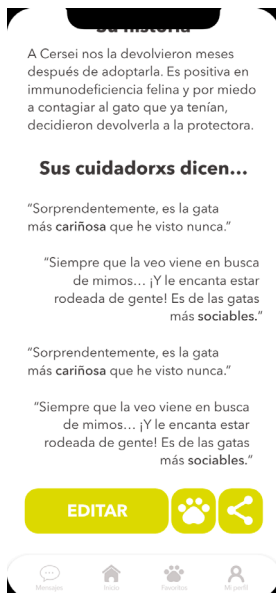 Su historia
A Cersei nos la devolvieron meses
después de adoptarla. Es positiva en
immunodeficiencia felina y por miedo
a contagiar al gato que ya tenían,
decidieron devolverla a la protectora.
Sus cuidadorxs dicen...
“Sorprendentemente, es la gata
más cariñosa que he visto nunca.”
“Siempre que la veo viene en busca
de mimos... ¡Y le encanta estar
rodeada de gente! Es de las gatas
más sociables.”
“Sorprendentemente, es la gata
más cariñosa que he visto nunca.”
“Siempre que la veo viene en busca
de mimos... ¡Y le encanta estar
rodeada de gente! Es de las gatas
más sociables.”
EDITAR
Mensajes
Inicio
Favoritos
Mi perfil